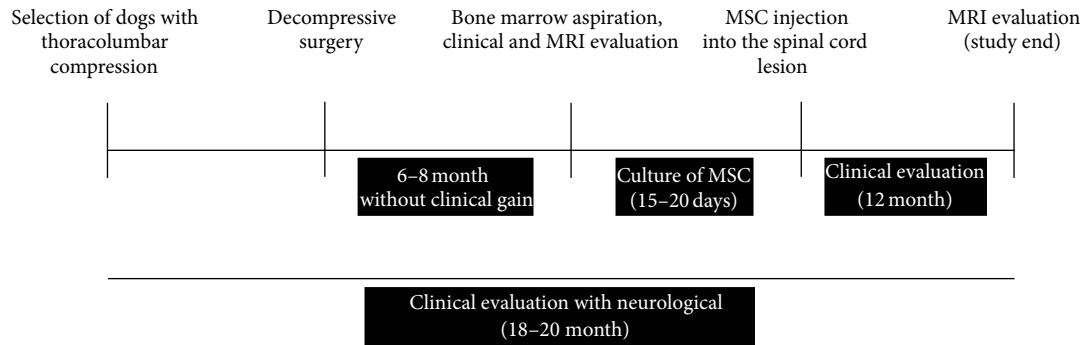 Selection of dogs with
thoracolumbar
compression
Decompressive
surgery
Bone marrow aspiration,
clinical and MRI evaluation
MSC injection
into the spinal cord
lesion
MRI evaluation
(study end)
6–8 month
without clinical gain
Culture of MSC
(15–20 days)
Clinical evaluation
(12 month)
Clinical evaluation with neurological
(18–20 month)